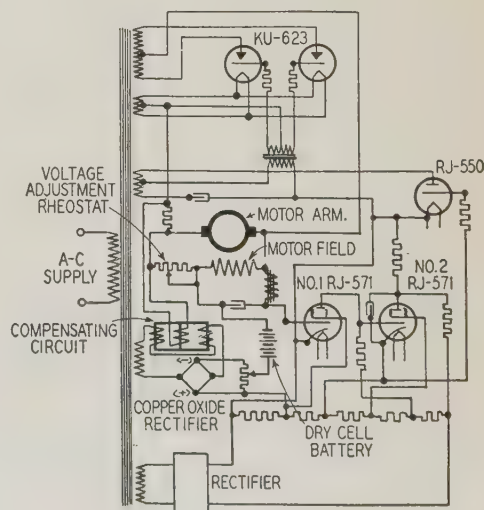 KU-623
RJ-550
VOLTAGE
ADJUSTMENT
RHEOSTAT
MOTOR ARM.
MOTOR FIELD
A-C
SUPPLY
NO.1 RJ-571
NO.2
RJ-571
COMPENSATING
CIRCUIT
(-)
(+)
COPPER OXIDE
RECTIFIER
DRY CELL
BATTERY
RECTIFIER